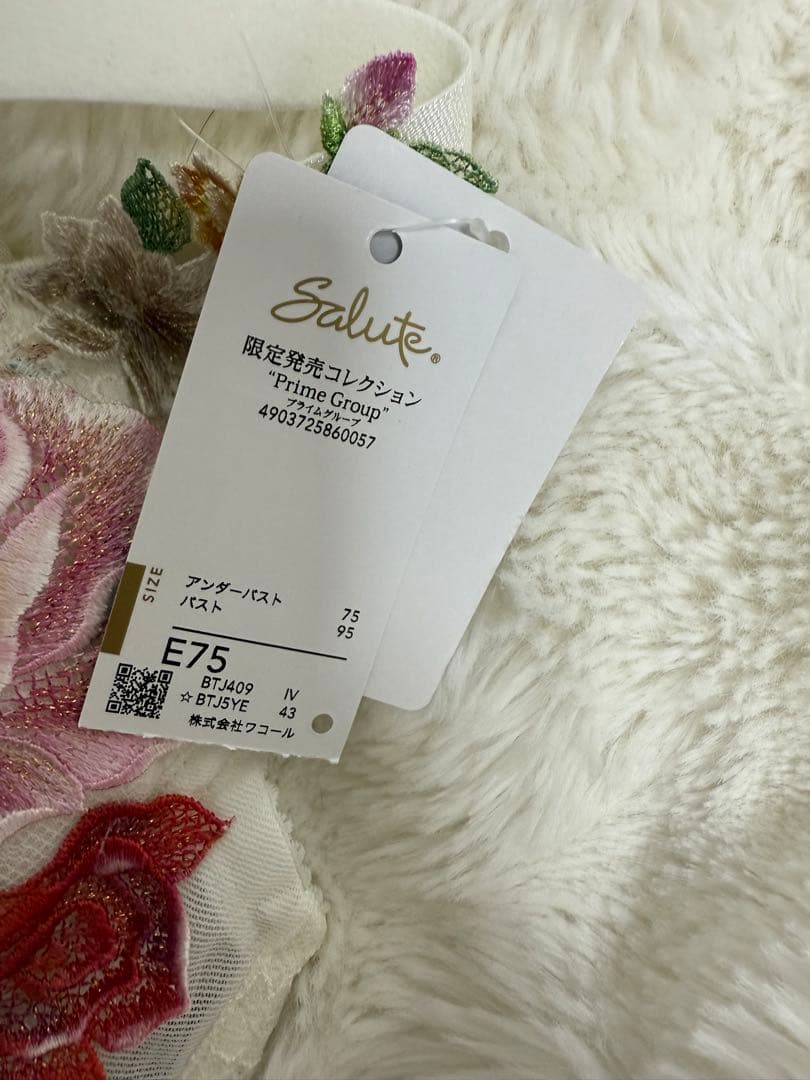 Salute®
限定発売コレクション
“Prime Group”
プライムグループ
4903725860057
SIZE
アンダーバスト 75
バスト 95
E75
BTJ409 IV
☆BTJ5YE 43
株式会社ワコール